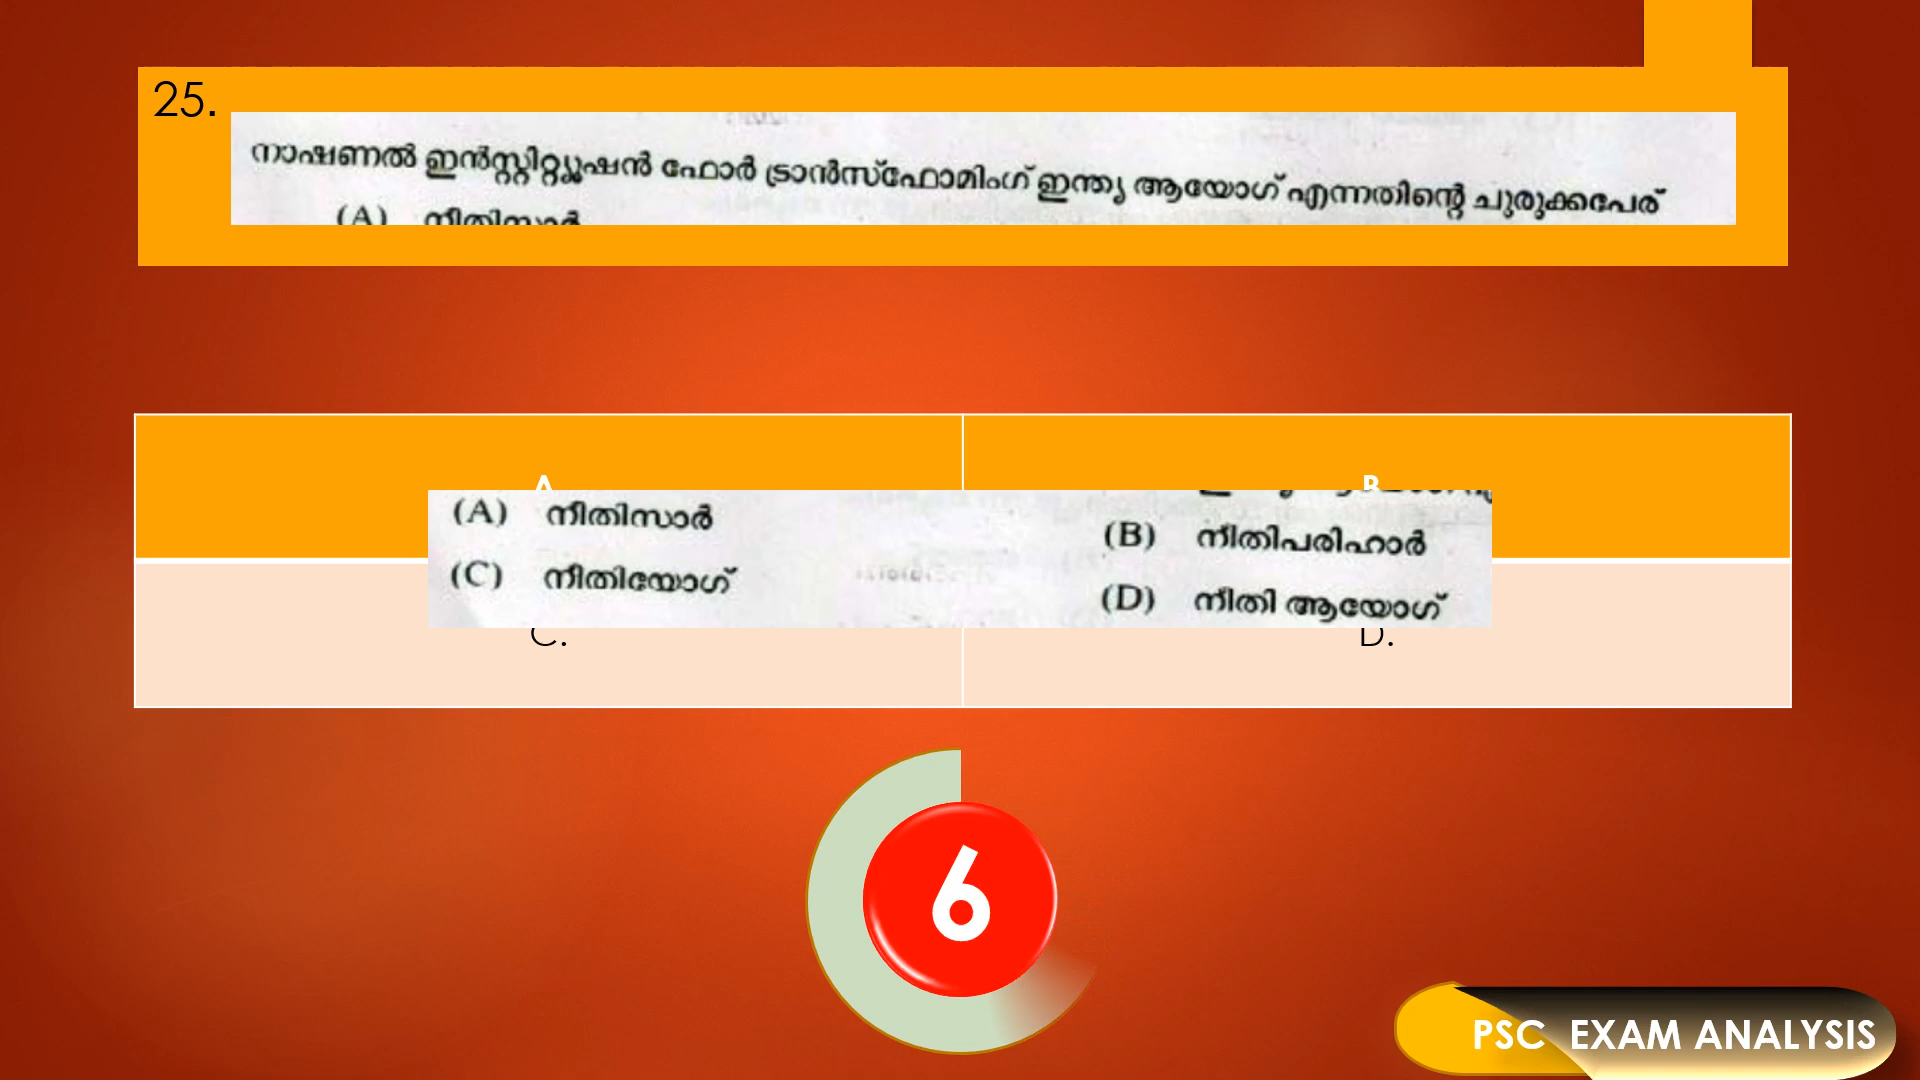 25.
നാഷണൽ ഇൻസ്റ്റിറ്റ്യൂഷൻ ഫോർ ട്രാൻസ്ഫോമിംഗ് ഇന്ത്യ ആയോഗ് എന്നതിന്റെ ചുരുക്കപേര്
(A) നീതിസാർ
A B
(A) നീതിസാർ (B) നീതിപരിഹാർ
(C) നീതിയോഗ് (D) നീതി ആയോഗ്
C. D.
6
PSC EXAM ANALYSIS